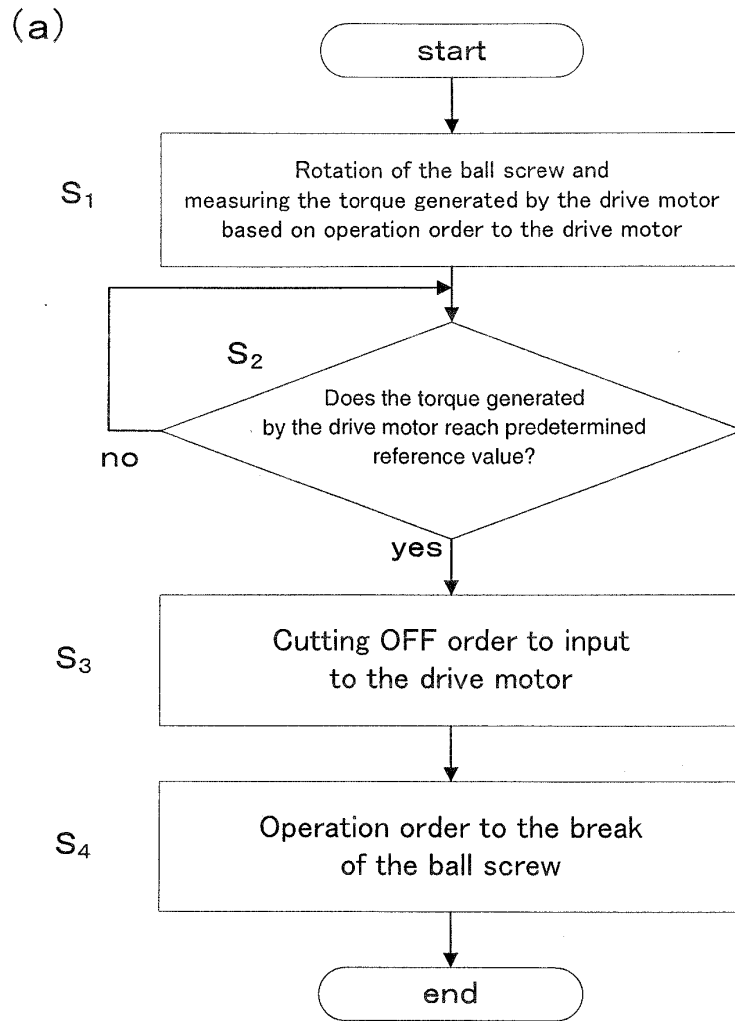 (a)
start
S₁
Rotation of the ball screw and
measuring the torque generated by the drive motor
based on operation order to the drive motor
S₂
Does the torque generated
by the drive motor reach predetermined
reference value?
no
yes
S₃
Cutting OFF order to input
to the drive motor
S₄
Operation order to the break
of the ball screw
end